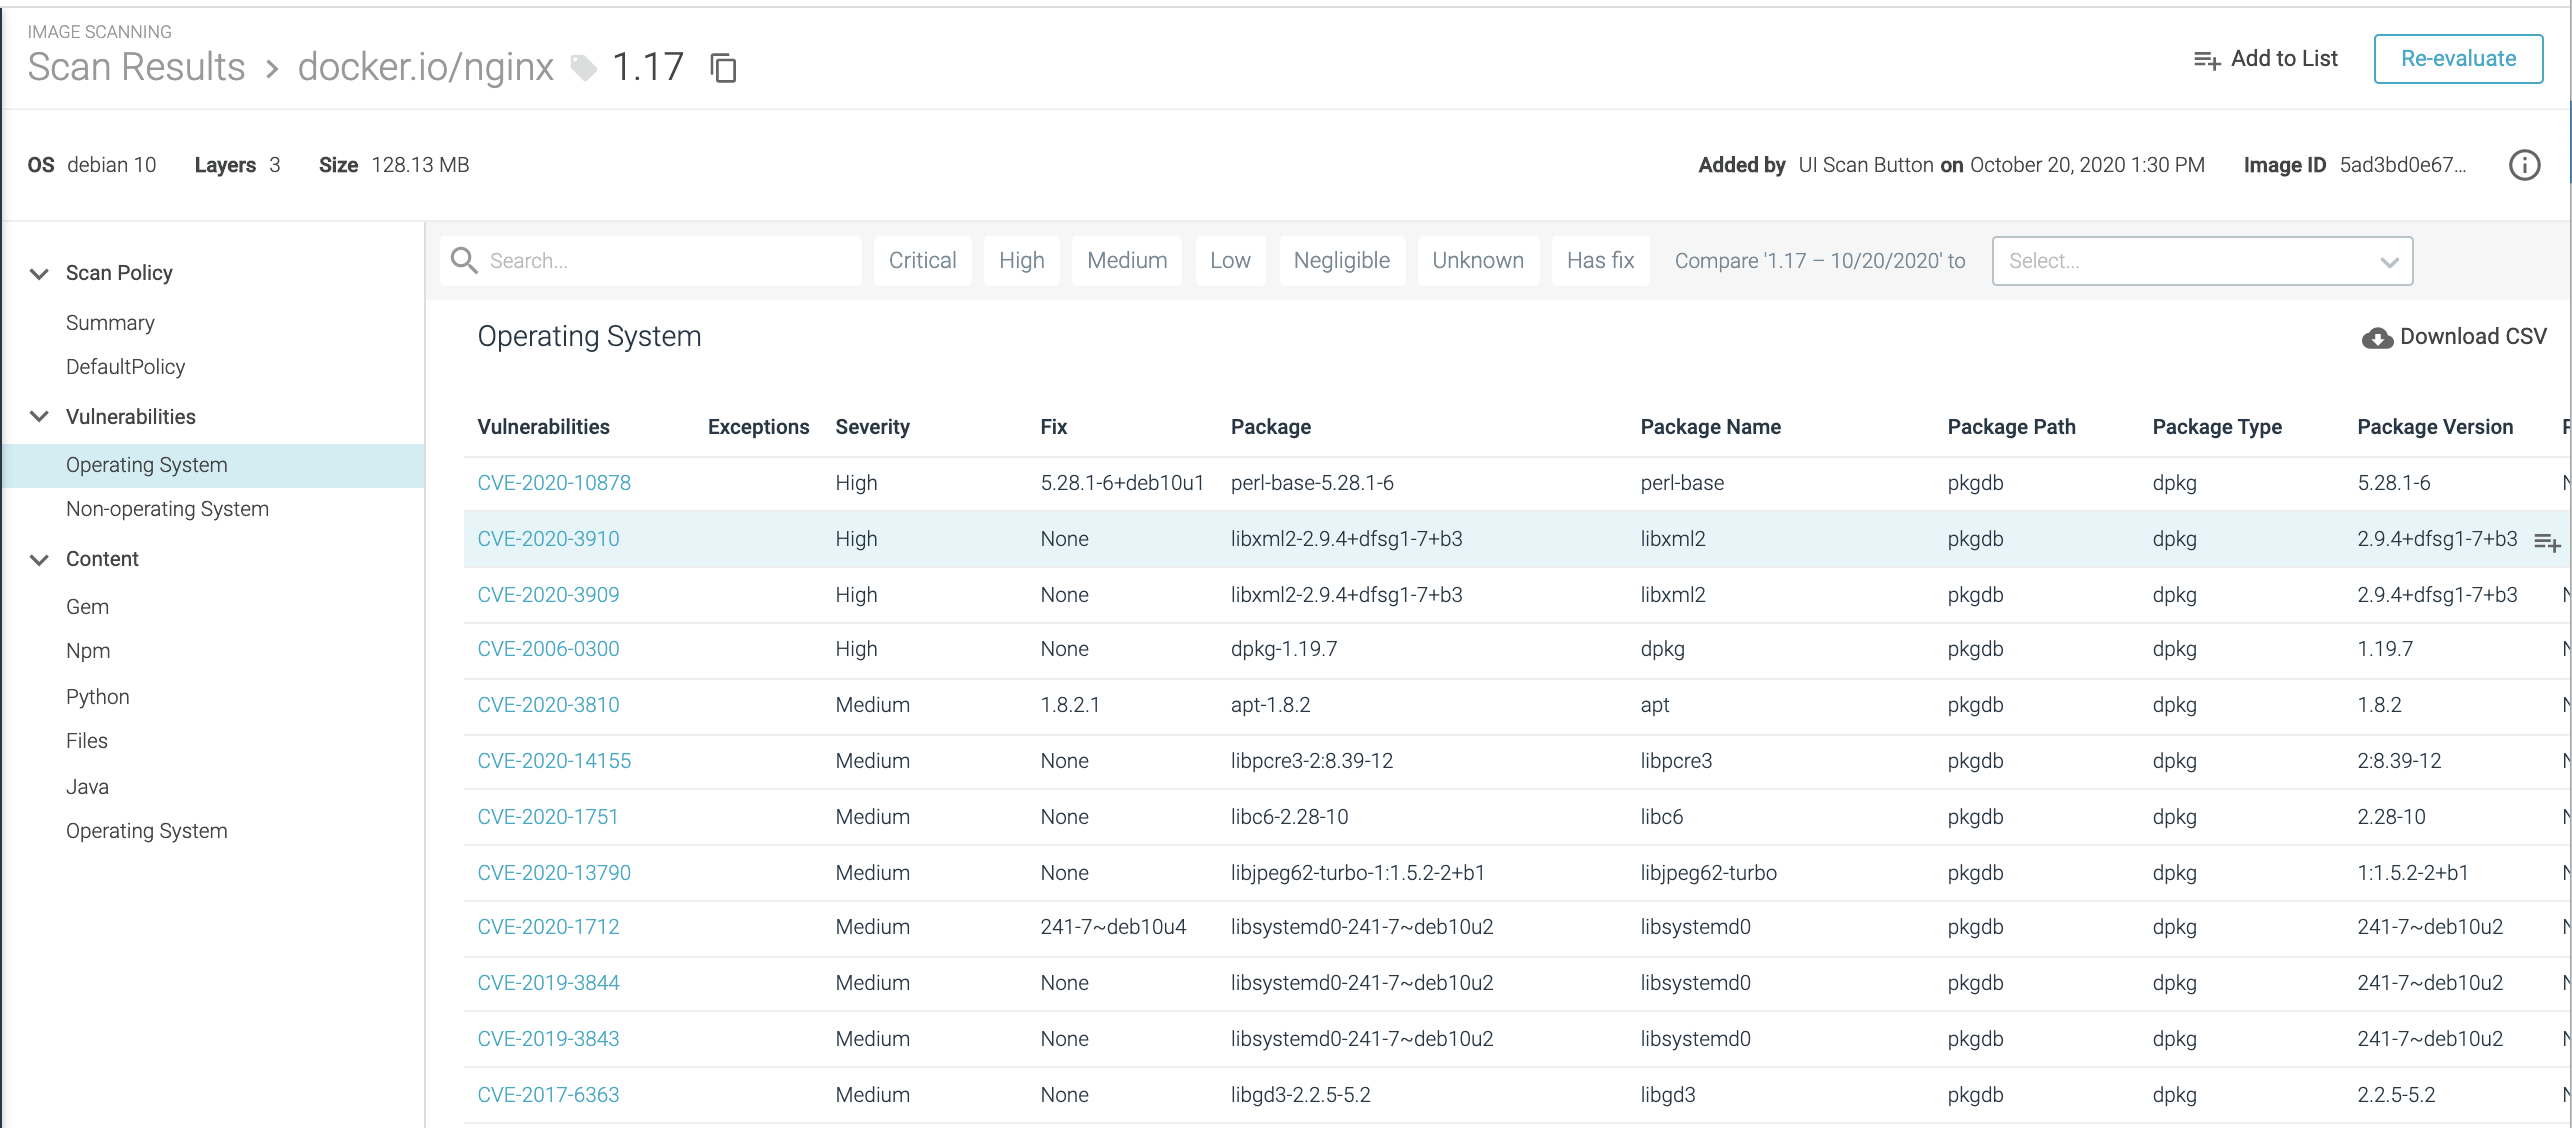 IMAGE SCANNING
Scan Results > docker.io/nginx 1.17
Add to List Re-evaluate
OS debian 10 Layers 3 Size 128.13 MB
Added by UI Scan Button on October 20, 2020 1:30 PM Image ID 5ad3bd0e67...
Scan Policy
Summary
DefaultPolicy
Vulnerabilities
Operating System
Non-operating System
Content
Gem
Npm
Python
Files
Java
Operating System
Search... Critical High Medium Low Negligible Unknown Has fix Compare '1.17 – 10/20/2020' to Select...
Operating System Download CSV
Vulnerabilities Exceptions Severity Fix Package Package Name Package Path Package Type Package Version
CVE-2020-10878 High 5.28.1-6+deb10u1 perl-base-5.28.1-6 perl-base pkgdb dpkg 5.28.1-6
CVE-2020-3910 High None libxml2-2.9.4+dfsg1-7+b3 libxml2 pkgdb dpkg 2.9.4+dfsg1-7+b3
CVE-2020-3909 High None libxml2-2.9.4+dfsg1-7+b3 libxml2 pkgdb dpkg 2.9.4+dfsg1-7+b3
CVE-2006-0300 High None dpkg-1.19.7 dpkg pkgdb dpkg 1.19.7
CVE-2020-3810 Medium 1.8.2.1 apt-1.8.2 apt pkgdb dpkg 1.8.2
CVE-2020-14155 Medium None libpcre3-2:8.39-12 libpcre3 pkgdb dpkg 2:8.39-12
CVE-2020-1751 Medium None libc6-2.28-10 libc6 pkgdb dpkg 2.28-10
CVE-2020-13790 Medium None libjpeg62-turbo-1:1.5.2-2+b1 libjpeg62-turbo pkgdb dpkg 1:1.5.2-2+b1
CVE-2020-1712 Medium 241-7~deb10u4 libsystemd0-241-7~deb10u2 libsystemd0 pkgdb dpkg 241-7~deb10u2
CVE-2019-3844 Medium None libsystemd0-241-7~deb10u2 libsystemd0 pkgdb dpkg 241-7~deb10u2
CVE-2019-3843 Medium None libsystemd0-241-7~deb10u2 libsystemd0 pkgdb dpkg 241-7~deb10u2
CVE-2017-6363 Medium None libgd3-2.2.5-5.2 libgd3 pkgdb dpkg 2.2.5-5.2